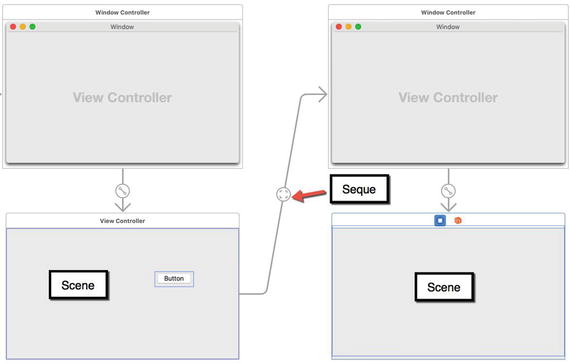 Window Controller
Window
View Controller
View Controller
Scene
Button
Window Controller
Window
View Controller
Seque
Scene